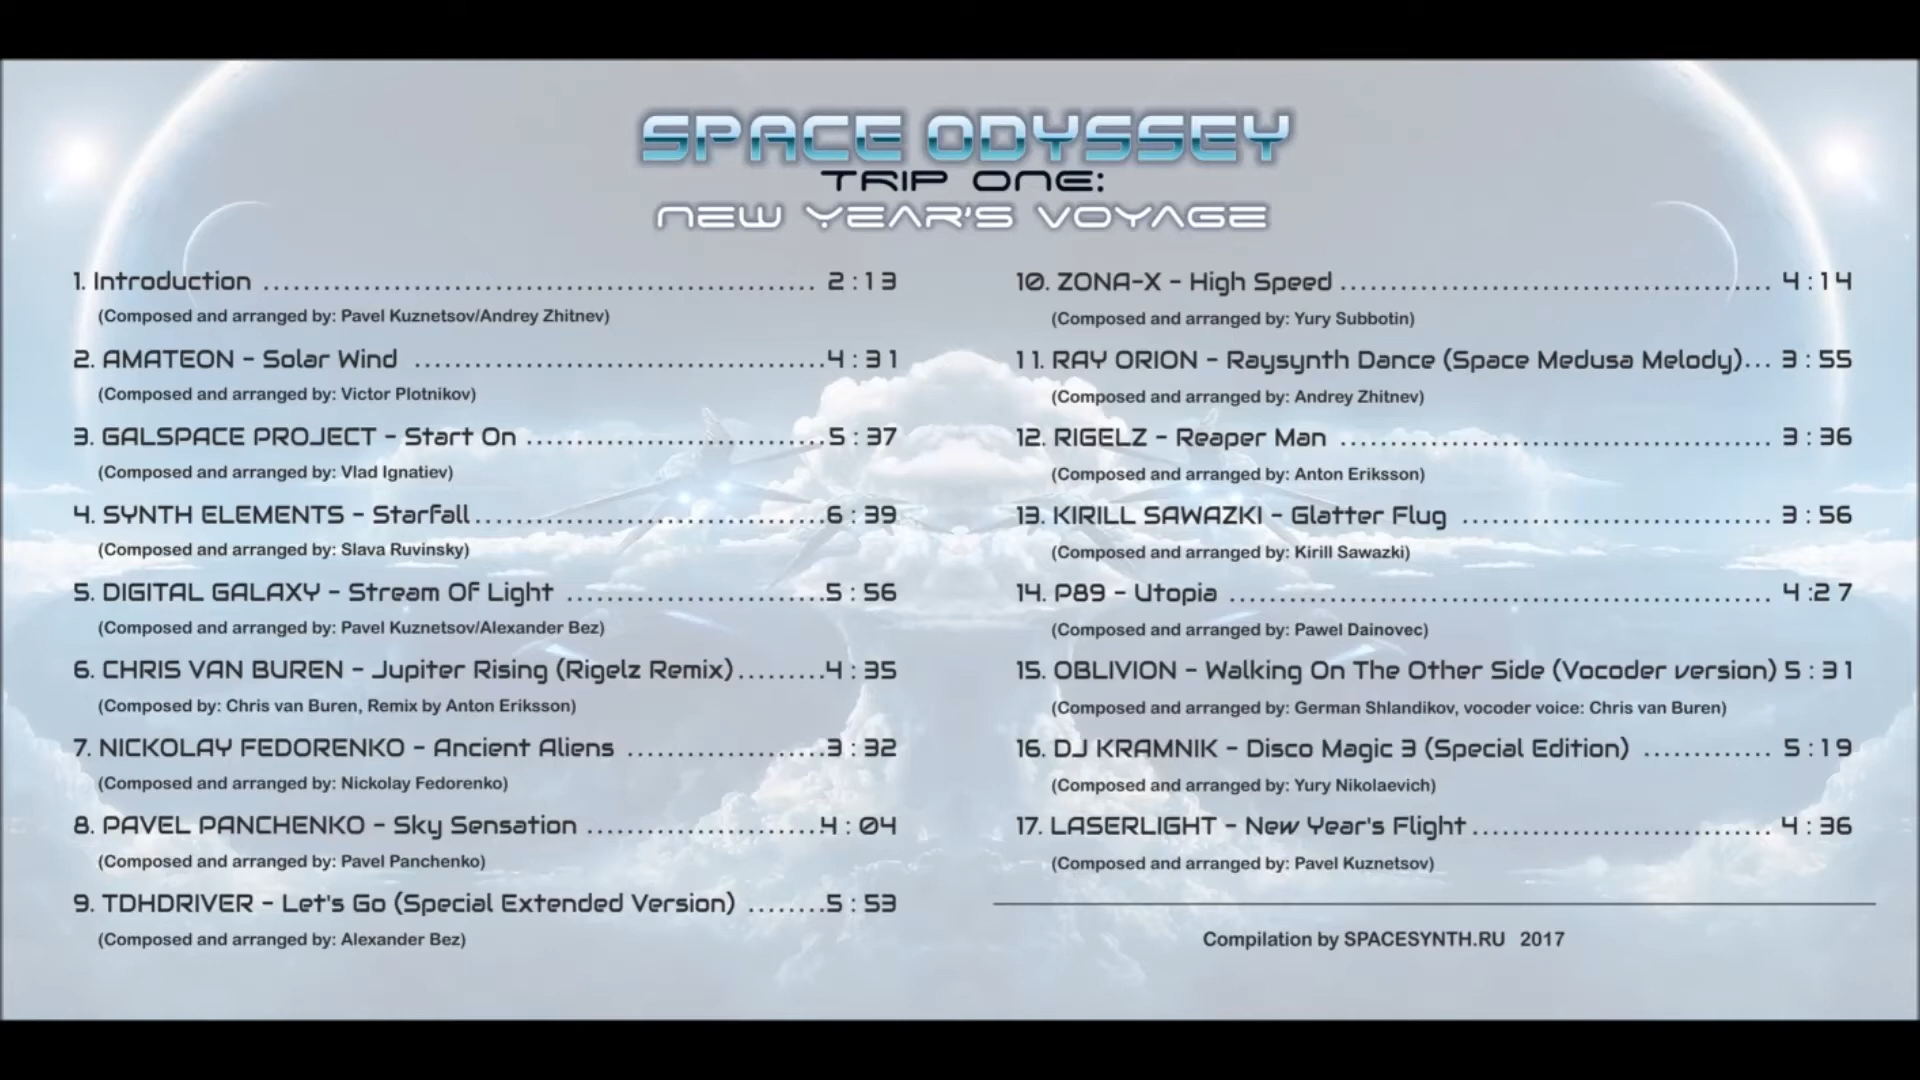 SPACE ODYSSEY
TRIP ONE:
NEW YEAR'S VOYAGE
1. Introduction ........................................................ 2:13
(Composed and arranged by: Pavel Kuznetsov/Andrey Zhitnev)
2. AMATEON - Solar Wind ..........................................4:31
(Composed and arranged by: Victor Plotnikov)
3. GALSPACE PROJECT - Start On ..............................5:37
(Composed and arranged by: Vlad Ignatiev)
4. SYNTH ELEMENTS - Starfall....................................6:39
(Composed and arranged by: Slava Ruvinsky)
5. DIGITAL GALAXY - Stream Of Light ..........................5:56
(Composed and arranged by: Pavel Kuznetsov/Alexander Bez)
6. CHRIS VAN BUREN - Jupiter Rising (Rigelz Remix).........4:35
(Composed by: Chris van Buren, Remix by Anton Eriksson)
7. NICKOLAY FEDORENKO - Ancient Aliens ....................3:32
(Composed and arranged by: Nickolay Fedorenko)
8. PAVEL PANCHENKO - Sky Sensation ........................4:04
(Composed and arranged by: Pavel Panchenko)
9. TDHDRIVER - Let's Go (Special Extended Version) ........5:53
(Composed and arranged by: Alexander Bez)
10. ZONA-X - High Speed ............................................ 4:14
(Composed and arranged by: Yury Subbotin)
11. RAY ORION - Raysynth Dance (Space Medusa Melody)... 3:55
(Composed and arranged by: Andrey Zhitnev)
12. RIGELZ - Reaper Man ............................................ 3:36
(Composed and arranged by: Anton Eriksson)
13. KIRILL SAWAZKI - Glatter Flug ................................ 3:56
(Composed and arranged by: Kirill Sawazki)
14. P89 - Utopia ....................................................... 4:27
(Composed and arranged by: Pawel Dainovec)
15. OBLIVION - Walking On The Other Side (Vocoder version) 5:31
(Composed and arranged by: German Shlandikov, vocoder voice: Chris van Buren)
16. DJ KRAMNIK - Disco Magic 3 (Special Edition) ............. 5:19
(Composed and arranged by: Yury Nikolaevich)
17. LASERLIGHT - New Year's Flight............................... 4:36
(Composed and arranged by: Pavel Kuznetsov)
Compilation by SPACESYNTH.RU 2017